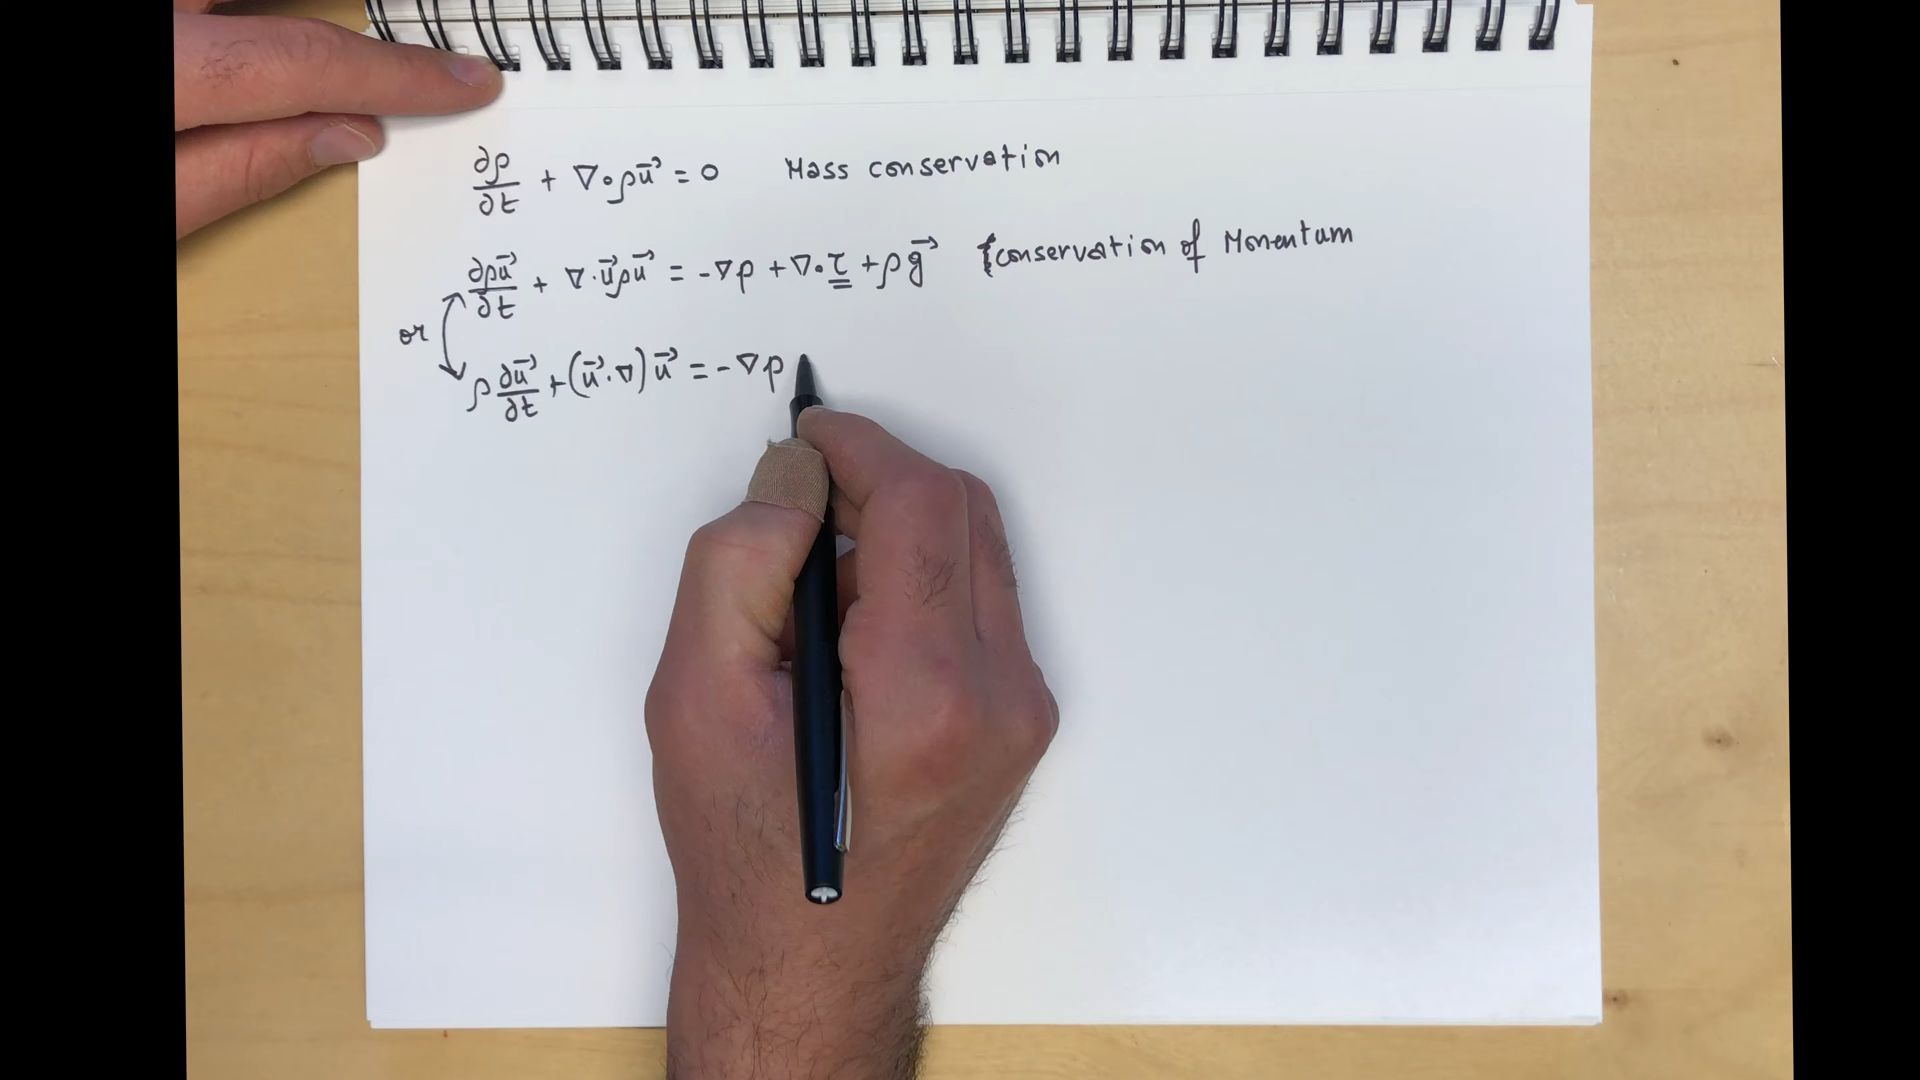 ∂ρ/∂t + ∇∘ρu⃗ = 0 Mass conservation
∂ρu⃗/∂t + ∇·u⃗ρu⃗ = -∇p + ∇∘τ̳ + ρg⃗ conservation of Momentum
or
ρ ∂u⃗/∂t + (u⃗·∇)u⃗ = -∇p